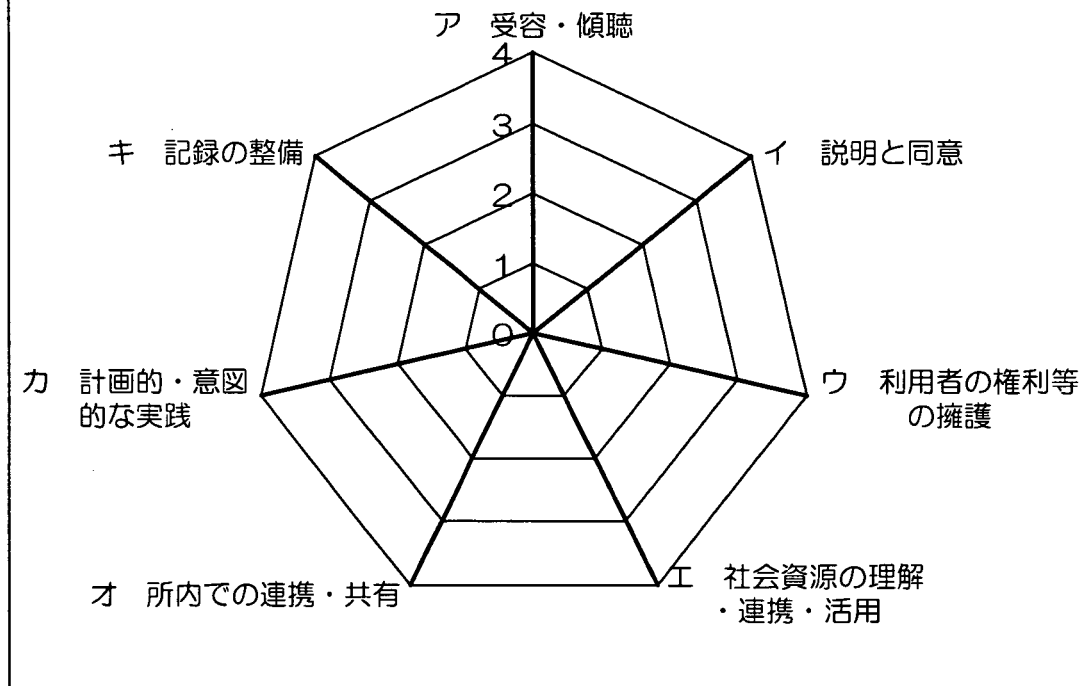 ア 受容・傾聴
4
3
2
1
0
イ 説明と同意
ウ 利用者の権利等
の擁護
エ 社会資源の理解
・連携・活用
オ 所内での連携・共有
カ 計画的・意図
的な実践
キ 記録の整備